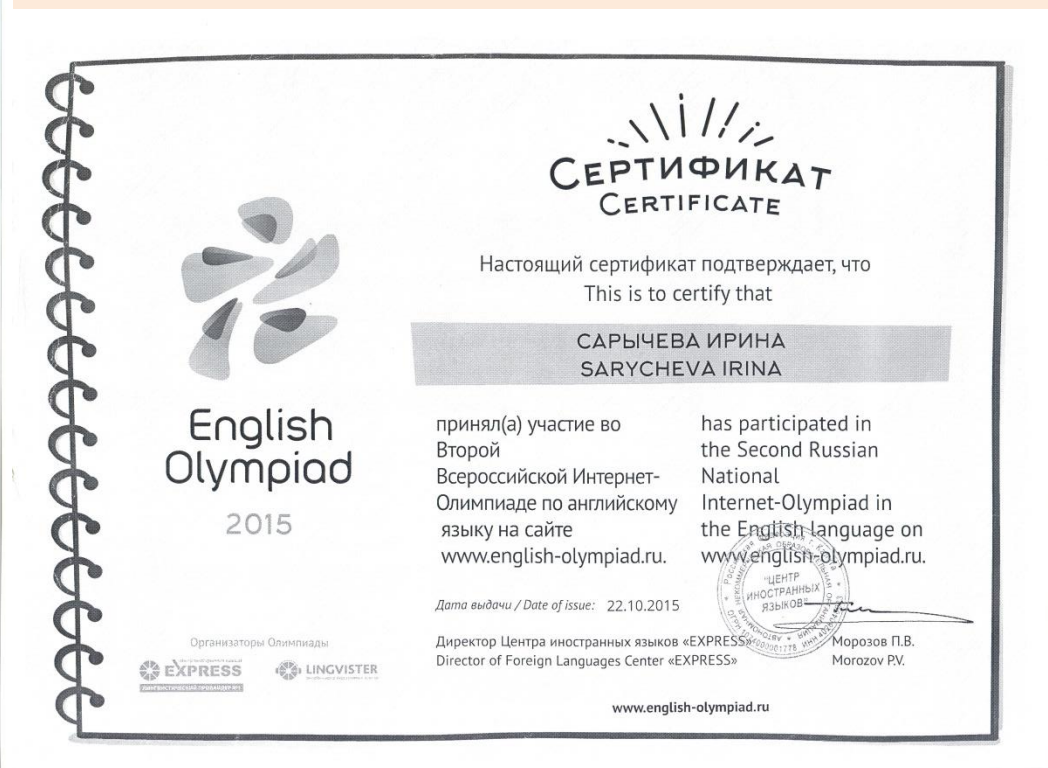 СЕРТИФИКАТ
CERTIFICATE
Настоящий сертификат подтверждает, что
This is to certify that
САРЫЧЕВА ИРИНА
SARYCHEVA IRINA
English
Olympiad
2015
принял(а) участие во
Второй
Всероссийской Интернет-
Олимпиаде по английскому
языку на сайте
www.english-olympiad.ru.
has participated in
the Second Russian
National
Internet-Olympiad in
the English language on
www.english-olympiad.ru.
"ЦЕНТР
ИНОСТРАННЫХ
ЯЗЫКОВ"
Дата выдачи / Date of issue: 22.10.2015
Директор Центра иностранных языков «EXPRESS»
Director of Foreign Languages Center «EXPRESS»
Морозов П.В.
Morozov P.V.
Организаторы Олимпиады
EXPRESS
ЛИНГВИСТИЧЕСКИЙ ПРОВАЙДЕР №1
LINGVISTER
www.english-olympiad.ru